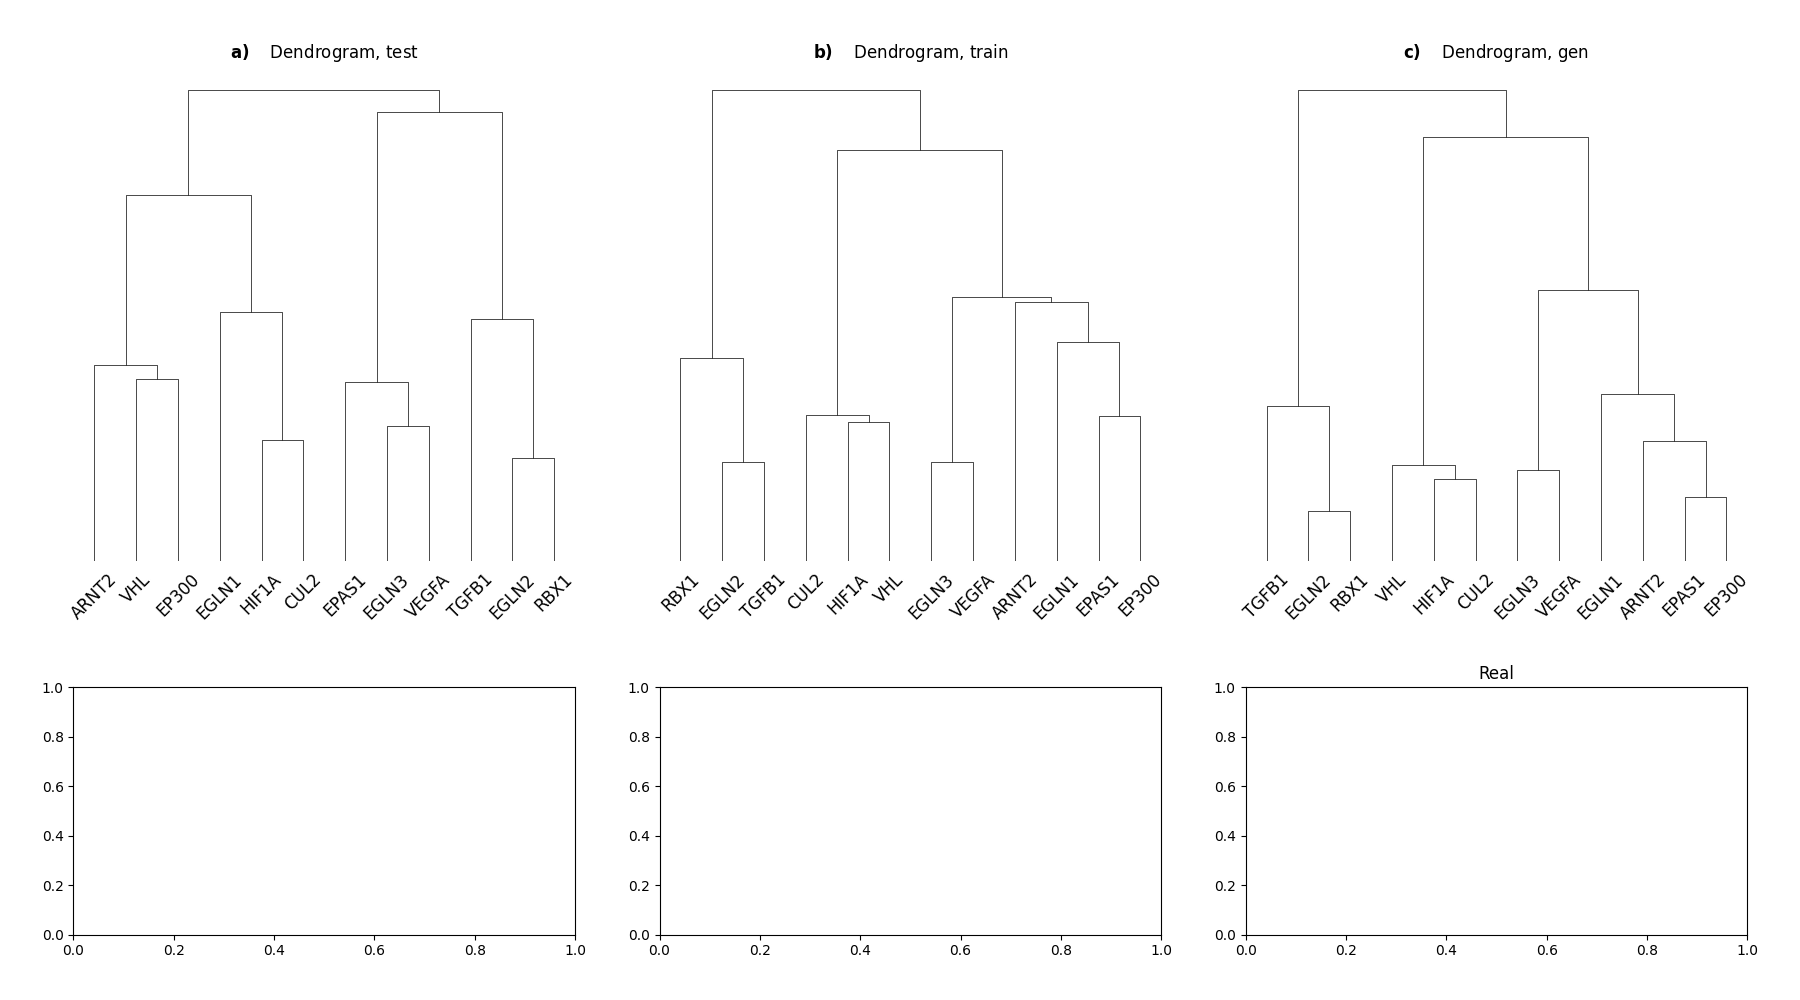 a) Dendrogram, test
b) Dendrogram, train
c) Dendrogram, gen
ARNT2 VHL EP300 EGLN1 HIF1A CUL2 EPAS1 EGLN3 VEGFA TGFB1 EGLN2 RBX1
RBX1 EGLN2 TGFB1 CUL2 HIF1A VHL EGLN3 VEGFA ARNT2 EGLN1 EPAS1 EP300
TGFB1 EGLN2 RBX1 VHL HIF1A CUL2 EGLN3 VEGFA EGLN1 ARNT2 EPAS1 EP300
1.0
0.8
0.6
0.4
0.2
0.0
0.0 0.2 0.4 0.6 0.8 1.0
1.0
0.8
0.6
0.4
0.2
0.0
0.0 0.2 0.4 0.6 0.8 1.0
Real
1.0
0.8
0.6
0.4
0.2
0.0
0.0 0.2 0.4 0.6 0.8 1.0